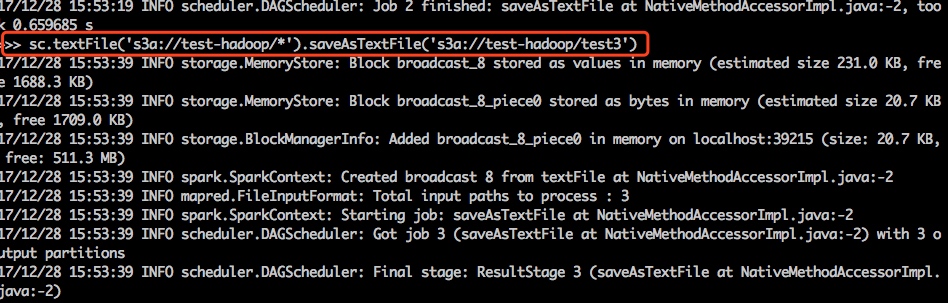 17/12/28 15:53:19 INFO scheduler.DAGScheduler: Job 2 finished: saveAsTextFile at NativeMethodAccessorImpl.java:-2, too
k 0.659685 s
>> sc.textFile('s3a://test-hadoop/*').saveAsTextFile('s3a://test-hadoop/test3')
17/12/28 15:53:39 INFO storage.MemoryStore: Block broadcast_8 stored as values in memory (estimated size 231.0 KB, fre
e 1688.3 KB)
17/12/28 15:53:39 INFO storage.MemoryStore: Block broadcast_8_piece0 stored as bytes in memory (estimated size 20.7 KB
, free 1709.0 KB)
17/12/28 15:53:39 INFO storage.BlockManagerInfo: Added broadcast_8_piece0 in memory on localhost:39215 (size: 20.7 KB,
 free: 511.3 MB)
17/12/28 15:53:39 INFO spark.SparkContext: Created broadcast 8 from textFile at NativeMethodAccessorImpl.java:-2
17/12/28 15:53:39 INFO mapred.FileInputFormat: Total input paths to process : 3
17/12/28 15:53:39 INFO spark.SparkContext: Starting job: saveAsTextFile at NativeMethodAccessorImpl.java:-2
17/12/28 15:53:39 INFO scheduler.DAGScheduler: Got job 3 (saveAsTextFile at NativeMethodAccessorImpl.java:-2) with 3 o
utput partitions
17/12/28 15:53:39 INFO scheduler.DAGScheduler: Final stage: ResultStage 3 (saveAsTextFile at NativeMethodAccessorImpl.
java:-2)